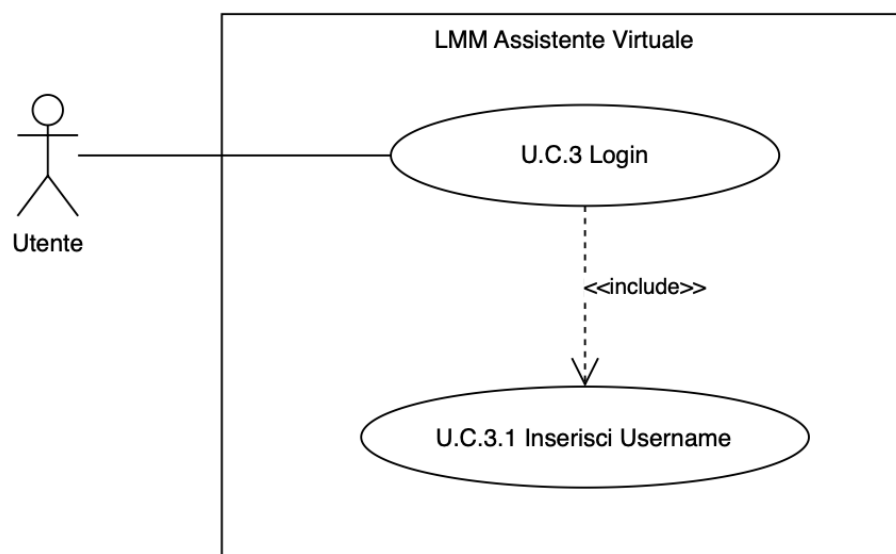 LMM Assistente Virtuale
U.C.3 Login
Utente
<<include>>
U.C.3.1 Inserisci Username